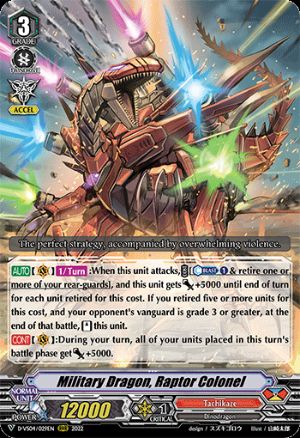 3
GRADE
ACCEL
The perfect strategy, accompanied by overwhelming violence.
AUTO 1/Turn :When this unit attacks, COST [C BLAST 1 & retire one or
more of your rear-guards], and this unit gets +5000 until end of
turn for each unit retired for this cost. If you retired five or more units for
this cost, and your opponent's vanguard is grade 3 or greater, at the
end of that battle, this unit.
CONT :During your turn, all of your units placed in this turn's
battle phase get +5000.
NORMAL
UNIT
Military Dragon, Raptor Colonel
POWER
12000
1
CRITICAL
Tachikaze
Dinodragon
D-VS04/029EN RRR 2022